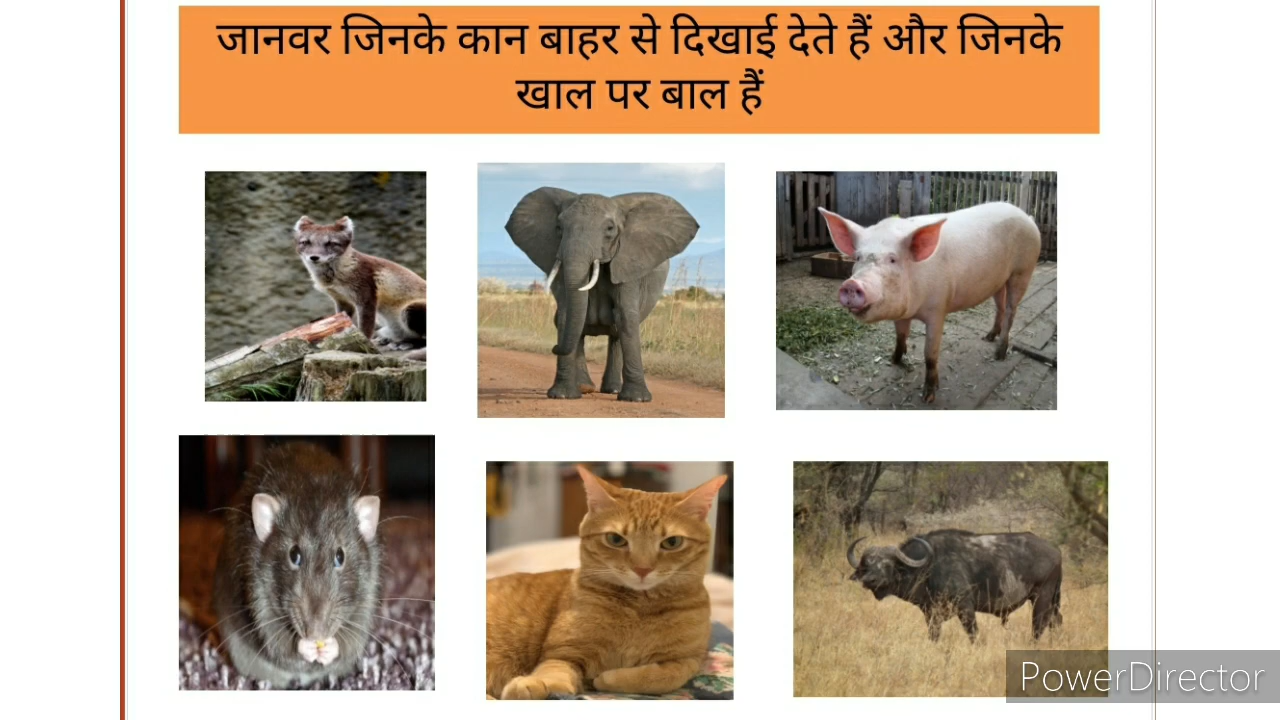 जानवर जिनके कान बाहर से दिखाई देते हैं और जिनके
खाल पर बाल हैं
PowerDirector